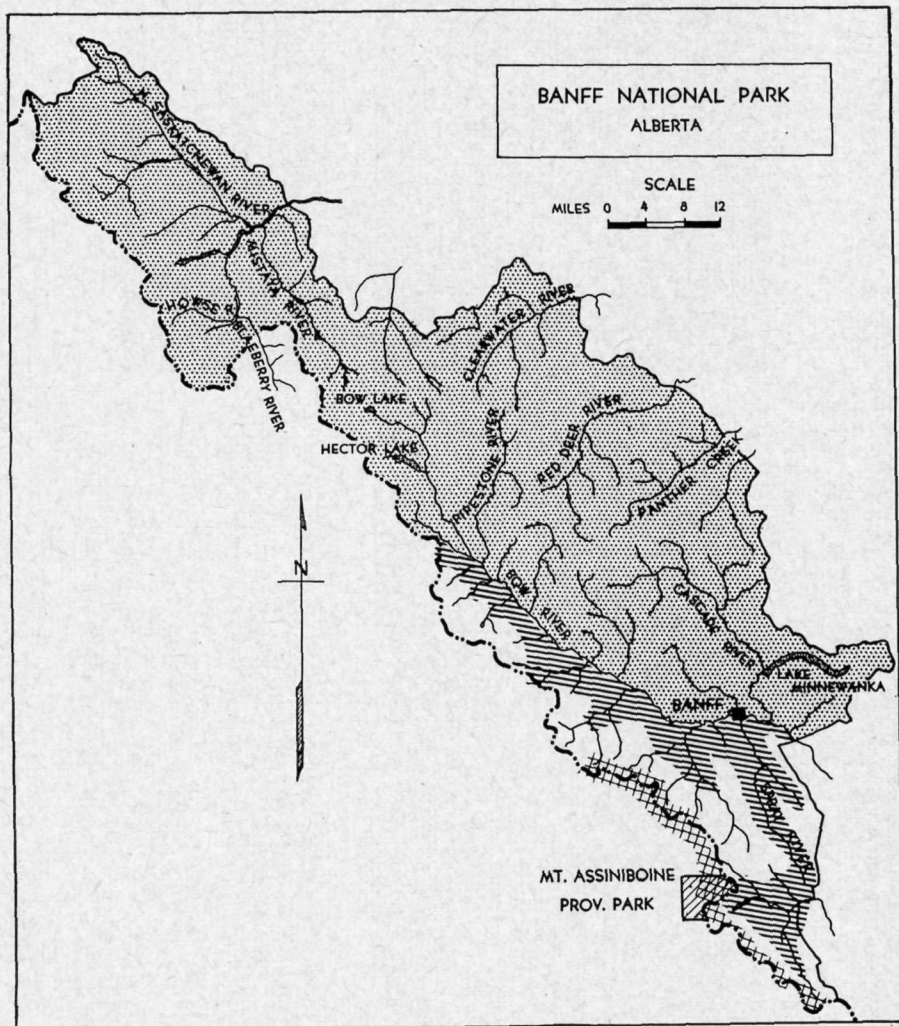 BANFF NATIONAL PARK
ALBERTA
SCALE
MILES 0 4 8 12
N. SASKATCHEWAN RIVER
MISTAYA RIVER
HOWSE R.
BLAEBERRY RIVER
CLEARWATER RIVER
BOW LAKE
HECTOR LAKE
PIPESTONE RIVER
RED DEER RIVER
PANTHER CREEK
N
BOW RIVER
CASCADE RIVER
LAKE
MINNEWANKA
BANFF
SPRAY RIVER
MT. ASSINIBOINE
PROV. PARK